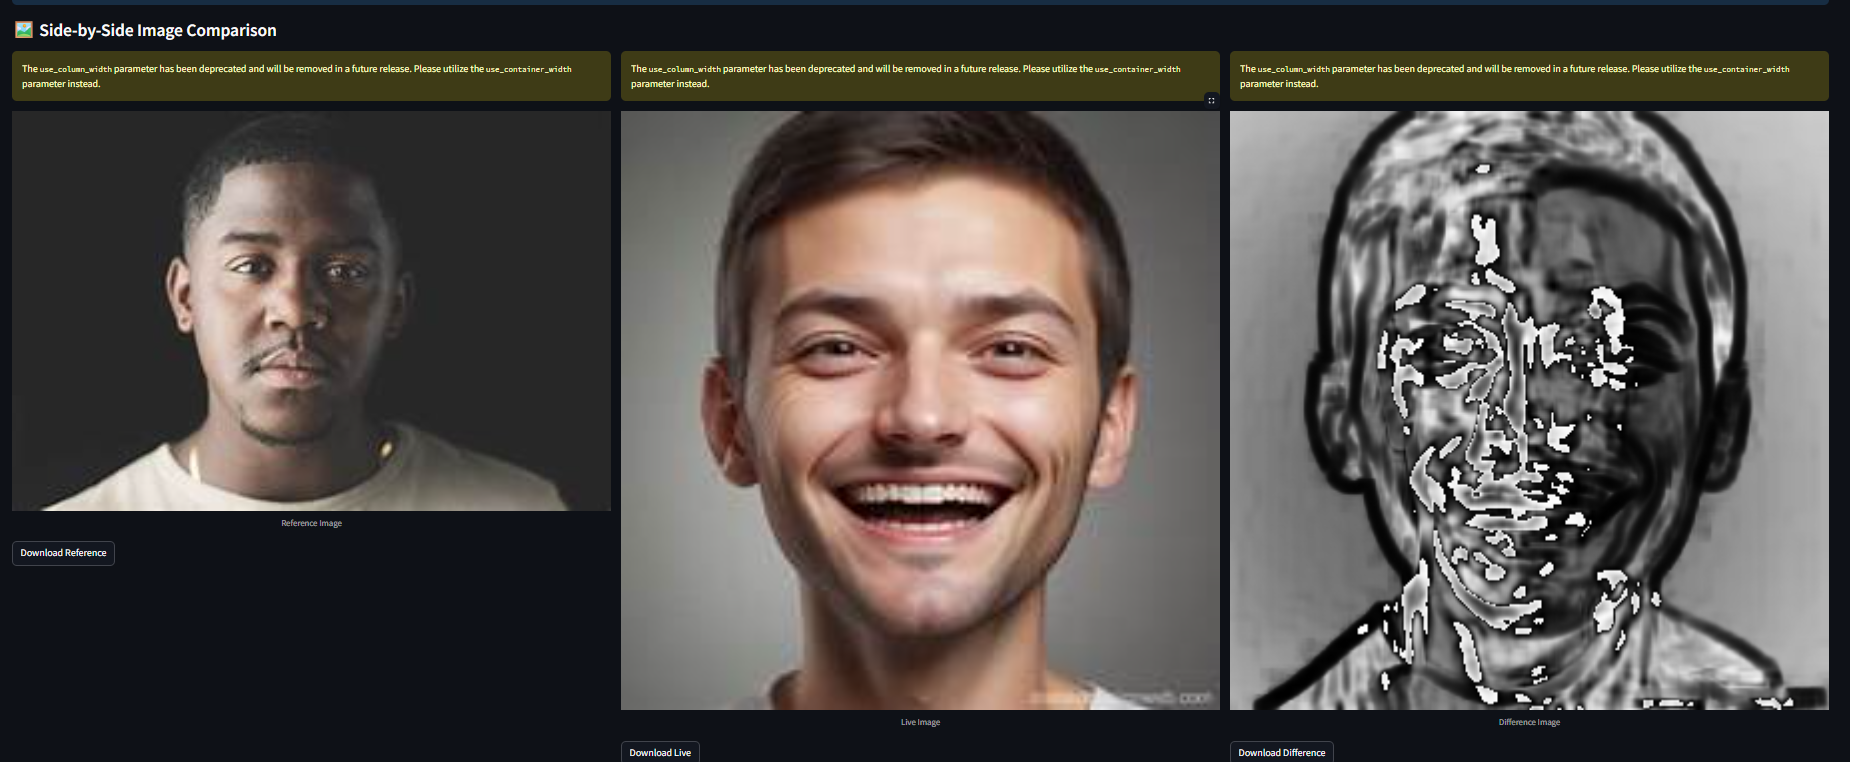 Side-by-Side Image Comparison
The use_column_width parameter has been deprecated and will be removed in a future release. Please utilize the use_container_width
parameter instead.
The use_column_width parameter has been deprecated and will be removed in a future release. Please utilize the use_container_width
parameter instead.
The use_column_width parameter has been deprecated and will be removed in a future release. Please utilize the use_container_width
parameter instead.
Reference Image
Download Reference
Live Image
Download Live
Difference Image
Download Difference